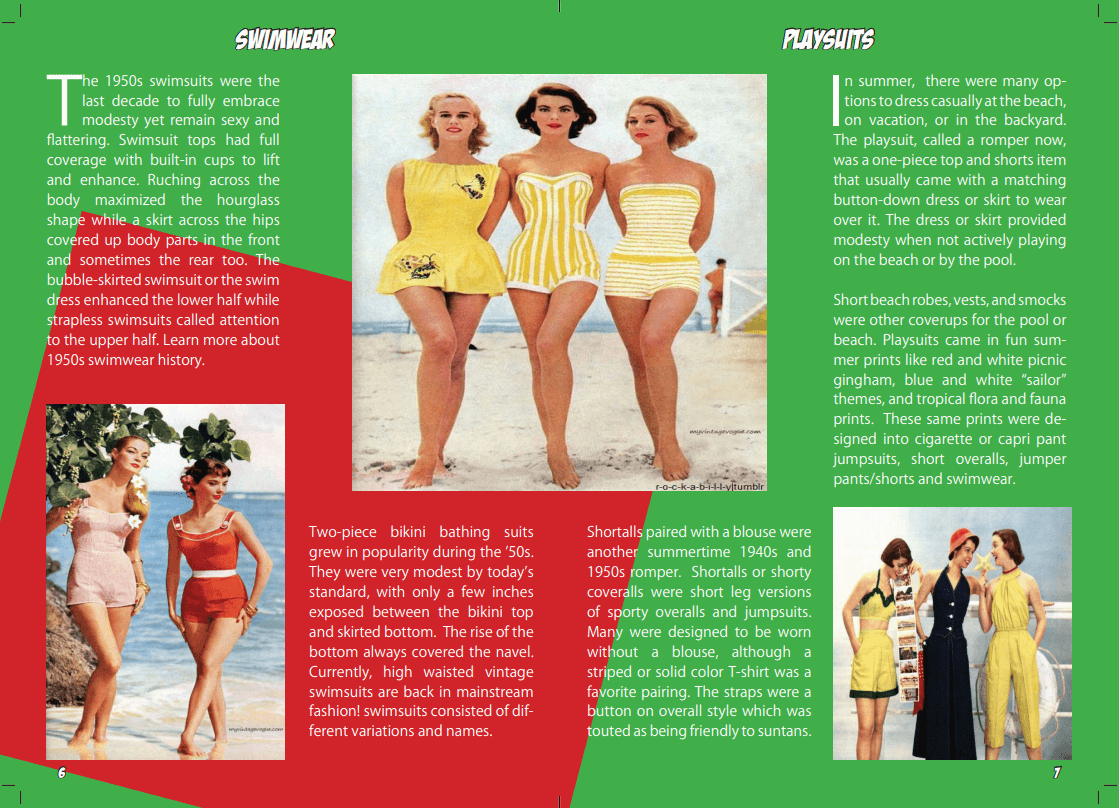 SWIMWEAR
The 1950s swimsuits were the
last decade to fully embrace
modesty yet remain sexy and
flattering. Swimsuit tops had full
coverage with built-in cups to lift
and enhance. Ruching across the
body maximized the hourglass
shape while a skirt across the hips
covered up body parts in the front
and sometimes the rear too. The
bubble-skirted swimsuit or the swim
dress enhanced the lower half while
strapless swimsuits called attention
to the upper half. Learn more about
1950s swimwear history.
myvintagevogue.com
6
myvintagevogue.com
r-o-c-k-a-b-i-l-l-y|tumblr
Two-piece bikini bathing suits
grew in popularity during the ’50s.
They were very modest by today’s
standard, with only a few inches
exposed between the bikini top
and skirted bottom. The rise of the
bottom always covered the navel.
Currently, high waisted vintage
swimsuits are back in mainstream
fashion! swimsuits consisted of dif-
ferent variations and names.
PLAYSUITS
Shortalls paired with a blouse were
another summertime 1940s and
1950s romper. Shortalls or shorty
coveralls were short leg versions
of sporty overalls and jumpsuits.
Many were designed to be worn
without a blouse, although a
striped or solid color T-shirt was a
favorite pairing. The straps were a
button on overall style which was
touted as being friendly to suntans.
In summer, there were many op-
tions to dress casually at the beach,
on vacation, or in the backyard.
The playsuit, called a romper now,
was a one-piece top and shorts item
that usually came with a matching
button-down dress or skirt to wear
over it. The dress or skirt provided
modesty when not actively playing
on the beach or by the pool.
Short beach robes, vests, and smocks
were other coverups for the pool or
beach. Playsuits came in fun sum-
mer prints like red and white picnic
gingham, blue and white “sailor”
themes, and tropical flora and fauna
prints. These same prints were de-
signed into cigarette or capri pant
jumpsuits, short overalls, jumper
pants/shorts and swimwear.
7